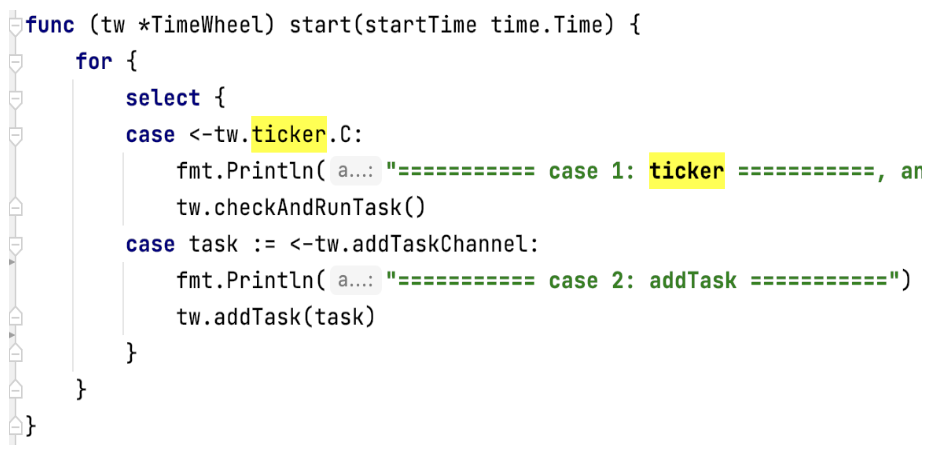 func (tw *TimeWheel) start(startTime time.Time) {
for {
select {
case <-tw.ticker.C:
fmt.Println( a...: "=========== case 1: ticker ===========, an
tw.checkAndRunTask()
case task := <-tw.addTaskChannel:
fmt.Println( a...: "=========== case 2: addTask ===========")
tw.addTask(task)
}
}
}